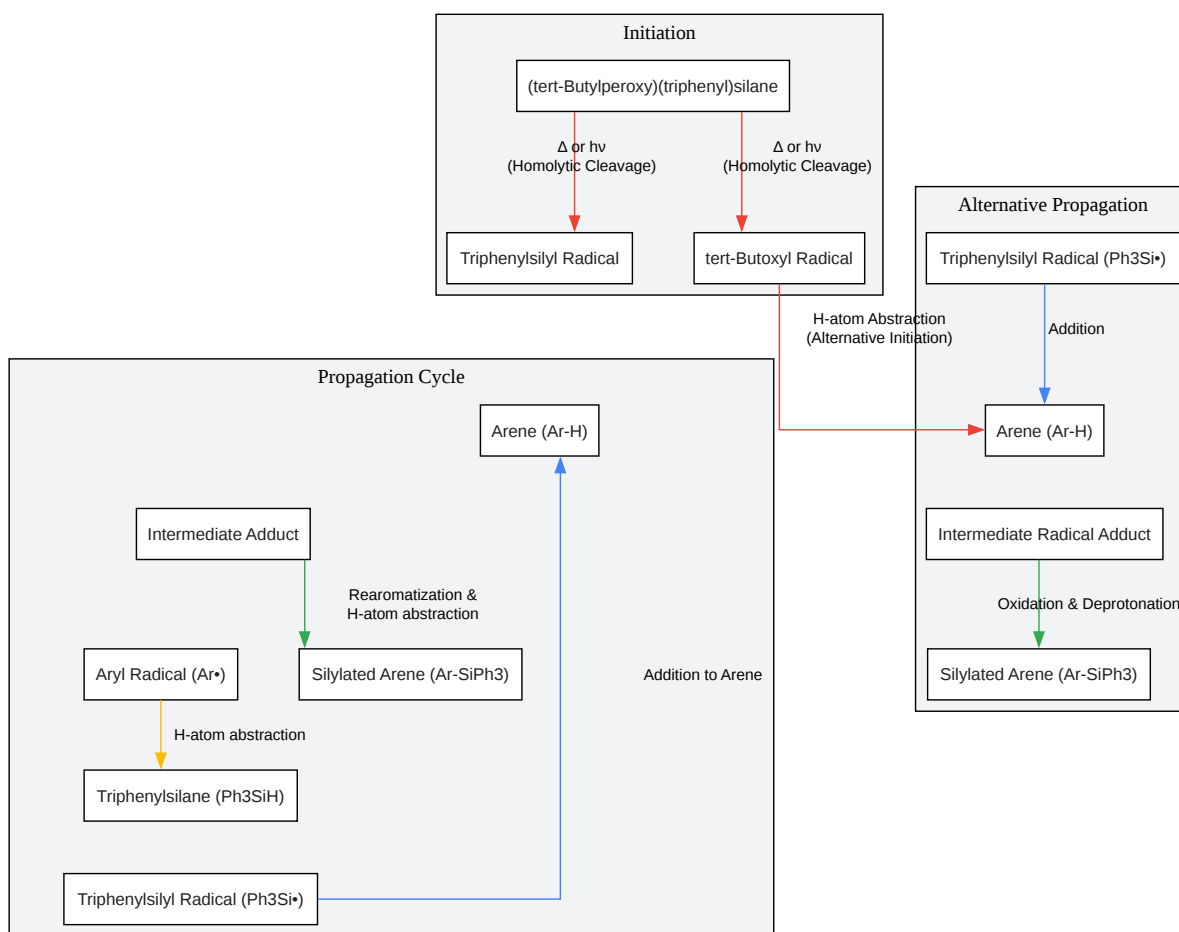 Initiation
(tert-Butylperoxy)(triphenyl)silane
Δ or hν
(Homolytic Cleavage)
Δ or hν
(Homolytic Cleavage)
Triphenylsilyl Radical
tert-Butoxyl Radical
H-atom Abstraction
(Alternative Initiation)
Alternative Propagation
Triphenylsilyl Radical (Ph3Si•)
Addition
Arene (Ar-H)
Intermediate Radical Adduct
Oxidation & Deprotonation
Silylated Arene (Ar-SiPh3)
Propagation Cycle
Arene (Ar-H)
Intermediate Adduct
Rearomatization &
H-atom abstraction
Aryl Radical (Ar•)
Silylated Arene (Ar-SiPh3)
Addition to Arene
H-atom abstraction
Triphenylsilane (Ph3SiH)
Triphenylsilyl Radical (Ph3Si•)